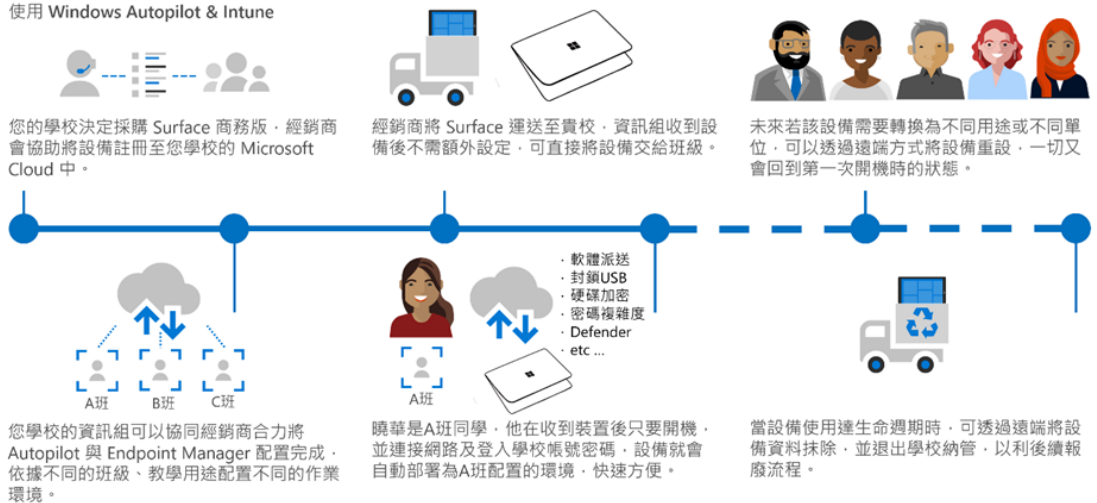 使用 Windows Autopilot & Intune
您的學校決定採購 Surface 商務版，經銷商
會協助將設備註冊至您學校的 Microsoft
Cloud 中。
經銷商將 Surface 運送至貴校，資訊組收到設
備後不需額外設定，可直接將設備交給班級。
未來若該設備需要轉換為不同用途或不同單
位，可以透過遠端方式將設備重設，一切又
會回到第一次開機時的狀態。
A班
B班
C班
您學校的資訊組可以協同經銷商合力將
Autopilot 與 Endpoint Manager 配置完成，
依據不同的班級、教學用途配置不同的作業
環境。
· 軟體派送
· 封鎖USB
· 硬碟加密
· 密碼複雜度
· Defender
· etc ...
A班
曉華是A班同學，他在收到裝置後只要開機，
並連接網路及登入學校帳號密碼，設備就會
自動部署為A班配置的環境，快速方便。
當設備使用達生命週期時，可透過遠端將設
備資料抹除，並退出學校納管，以利後續報
廢流程。